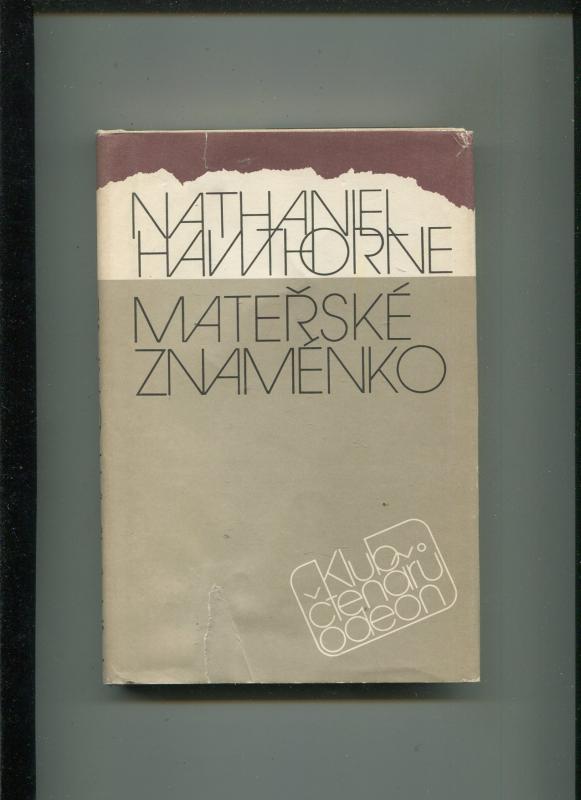 NATHANIEL
HAWTHORNE
MATEŘSKÉ
ZNAMÉNKO
Klub
čtenářů
odeon